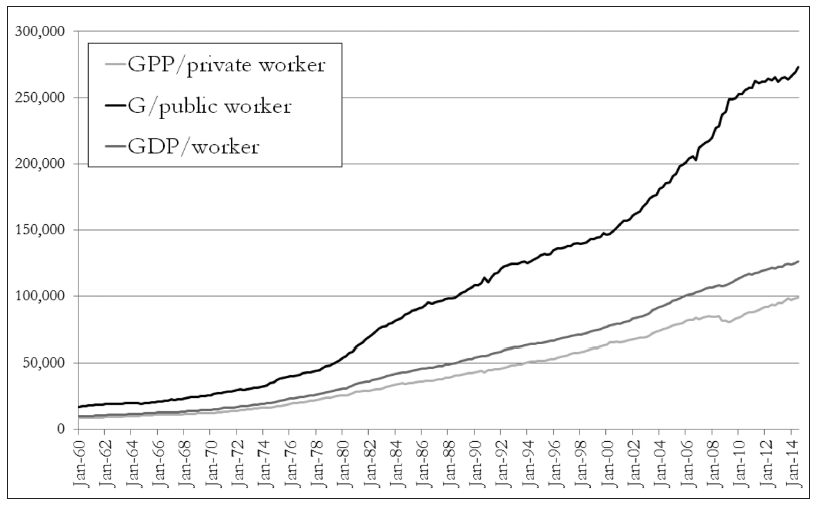 300,000
250,000
200,000
150,000
100,000
50,000
0
GPP/private worker
G/public worker
GDP/worker
Jan-60
Jan-62
Jan-64
Jan-66
Jan-68
Jan-70
Jan-72
Jan-74
Jan-76
Jan-78
Jan-80
Jan-82
Jan-84
Jan-86
Jan-88
Jan-90
Jan-92
Jan-94
Jan-96
Jan-98
Jan-00
Jan-02
Jan-04
Jan-06
Jan-08
Jan-10
Jan-12
Jan-14